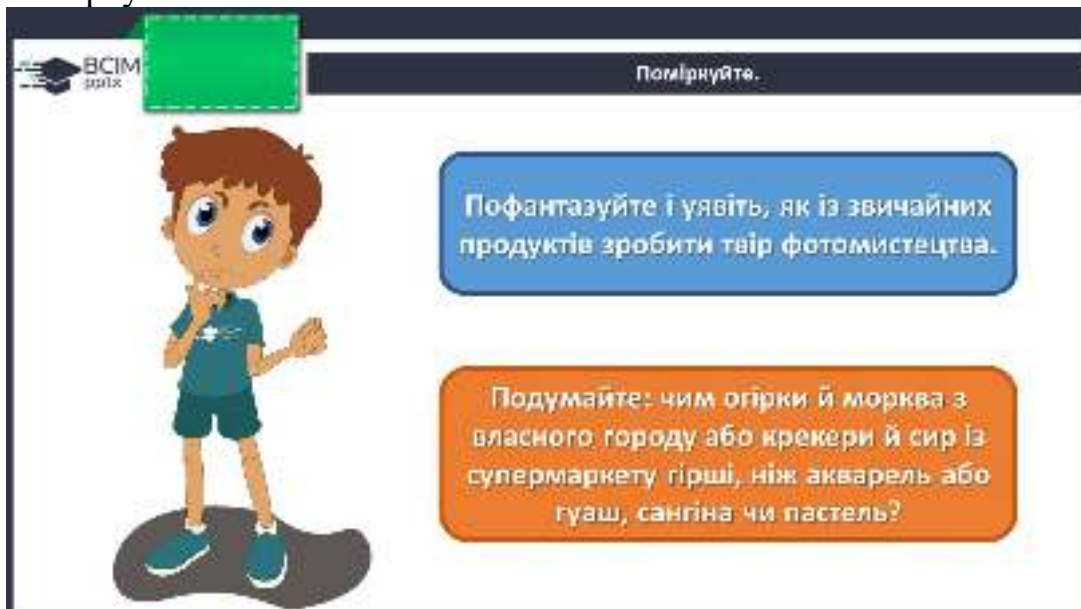 ВСІМ
pptx
Поміркуйте.
Пофантазуйте і уявіть, як із звичайних
продуктів зробити твір фотомистецтва.
Подумайте: чим огірки й морква з
власного городу або крекери й сир із
супермаркету гірші, ніж акварель або
гуаш, сангіна чи пастель?